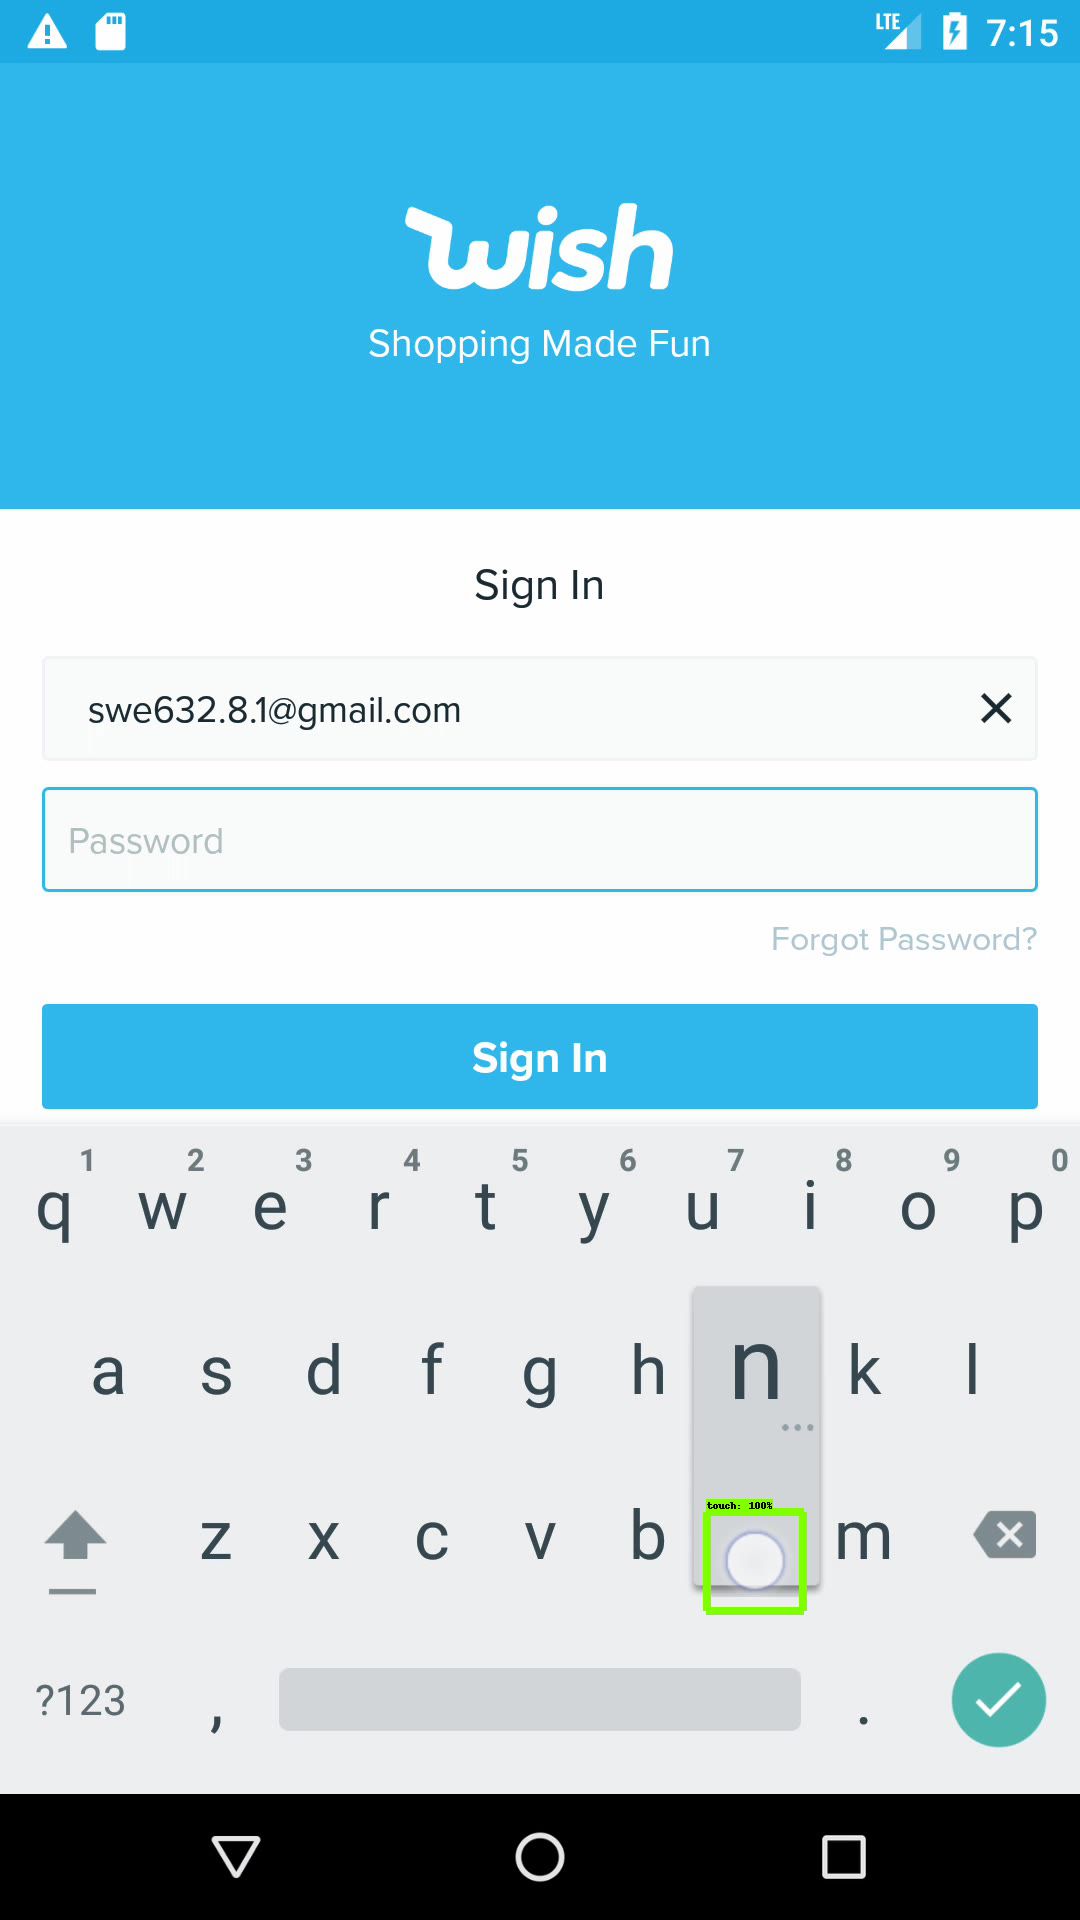 LTE 7:15
wish
Shopping Made Fun
Sign In
swe632.8.1@gmail.com
Password
Forgot Password?
Sign In
1 2 3 4 5 6 7 8 9 0
q w e r t y u i o p
a s d f g h n k l
touch: 100%
z x c v b m
?123 , .